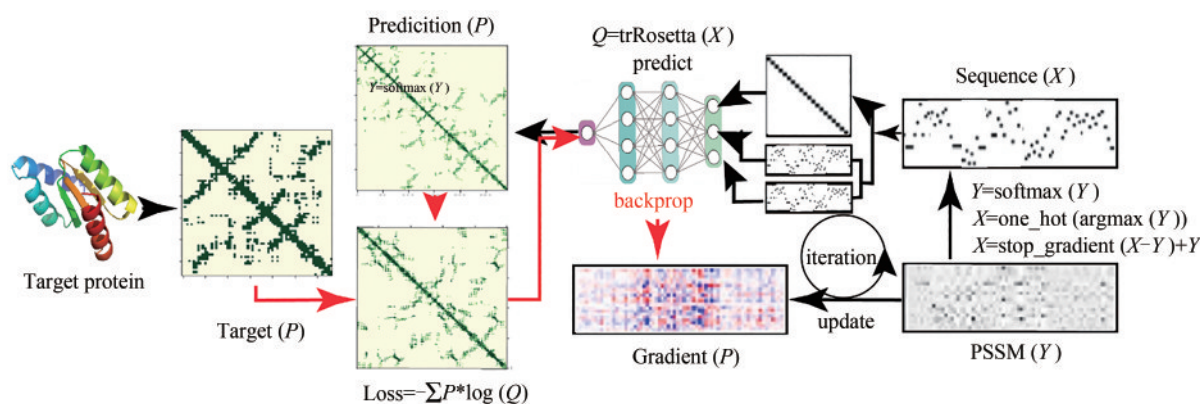 Predicition (P)
Y=softmax (Y)
Q=trRosetta (X)
predict
Sequence (X)
Target protein
Target (P)
Loss=−∑P*log (Q)
backprop
Gradient (P)
iteration
update
Y=softmax (Y)
X=one_hot (argmax (Y))
X=stop_gradient (X−Y)+Y
PSSM (Y)